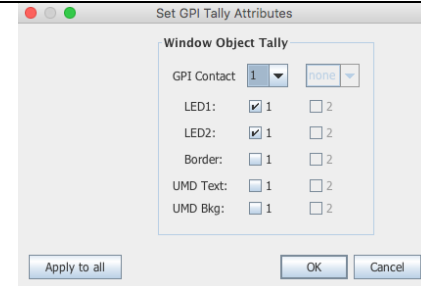 Set GPI Tally Attributes
Window Object Tally
GPI Contact 1 none
LED1: 1 2
LED2: 1 2
Border: 1 2
UMD Text: 1 2
UMD Bkg: 1 2
Apply to all OK Cancel